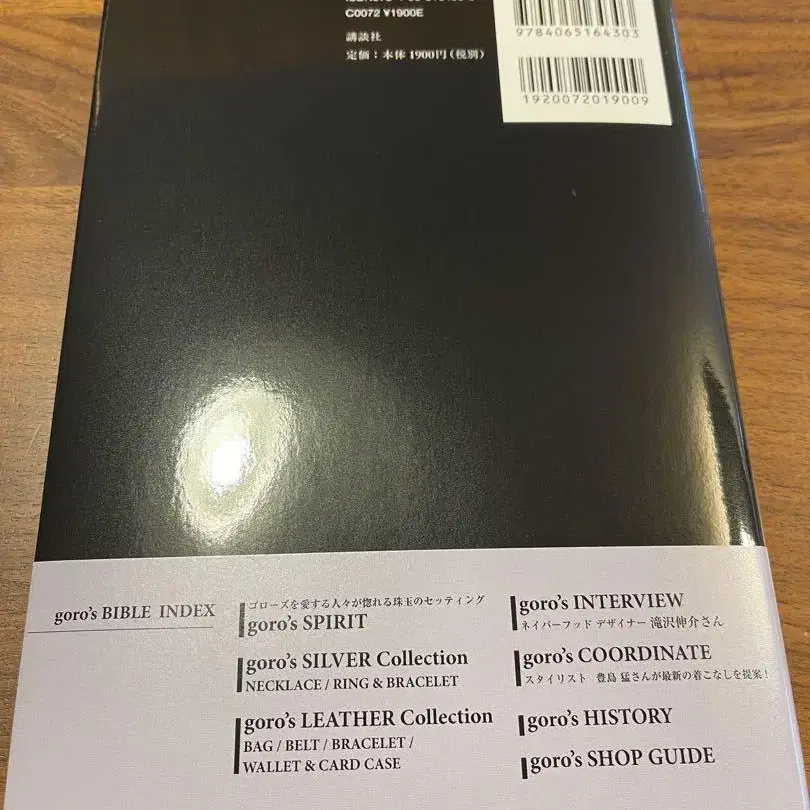 C0072 ¥1900E
講談社
定価：本体1900円（税別）
9784065164303
1920072019009
goro's BIBLE INDEX
ゴローズを愛する人々が惚れる珠玉のセッティング
goro's SPIRIT
goro's SILVER Collection
NECKLACE / RING & BRACELET
goro's LEATHER Collection
BAG / BELT / BRACELET /
WALLET & CARD CASE
goro's INTERVIEW
ネイバーフッド デザイナー 滝沢伸介さん
goro's COORDINATE
スタイリスト 豊島 猛さんが最新の着こなしを提案！
goro's HISTORY
goro's SHOP GUIDE